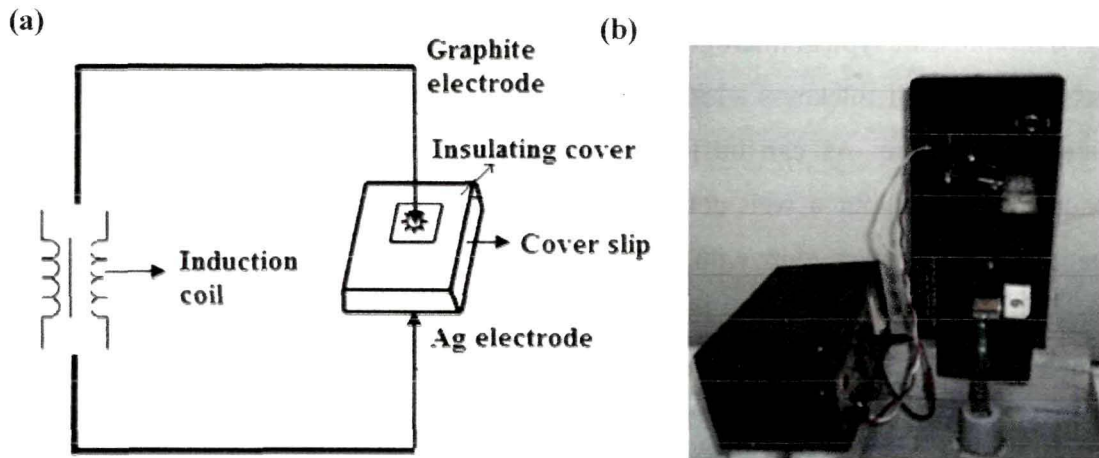 (a)
(b)
Graphite
electrode
Insulating cover
Cover slip
Induction
coil
Ag electrode